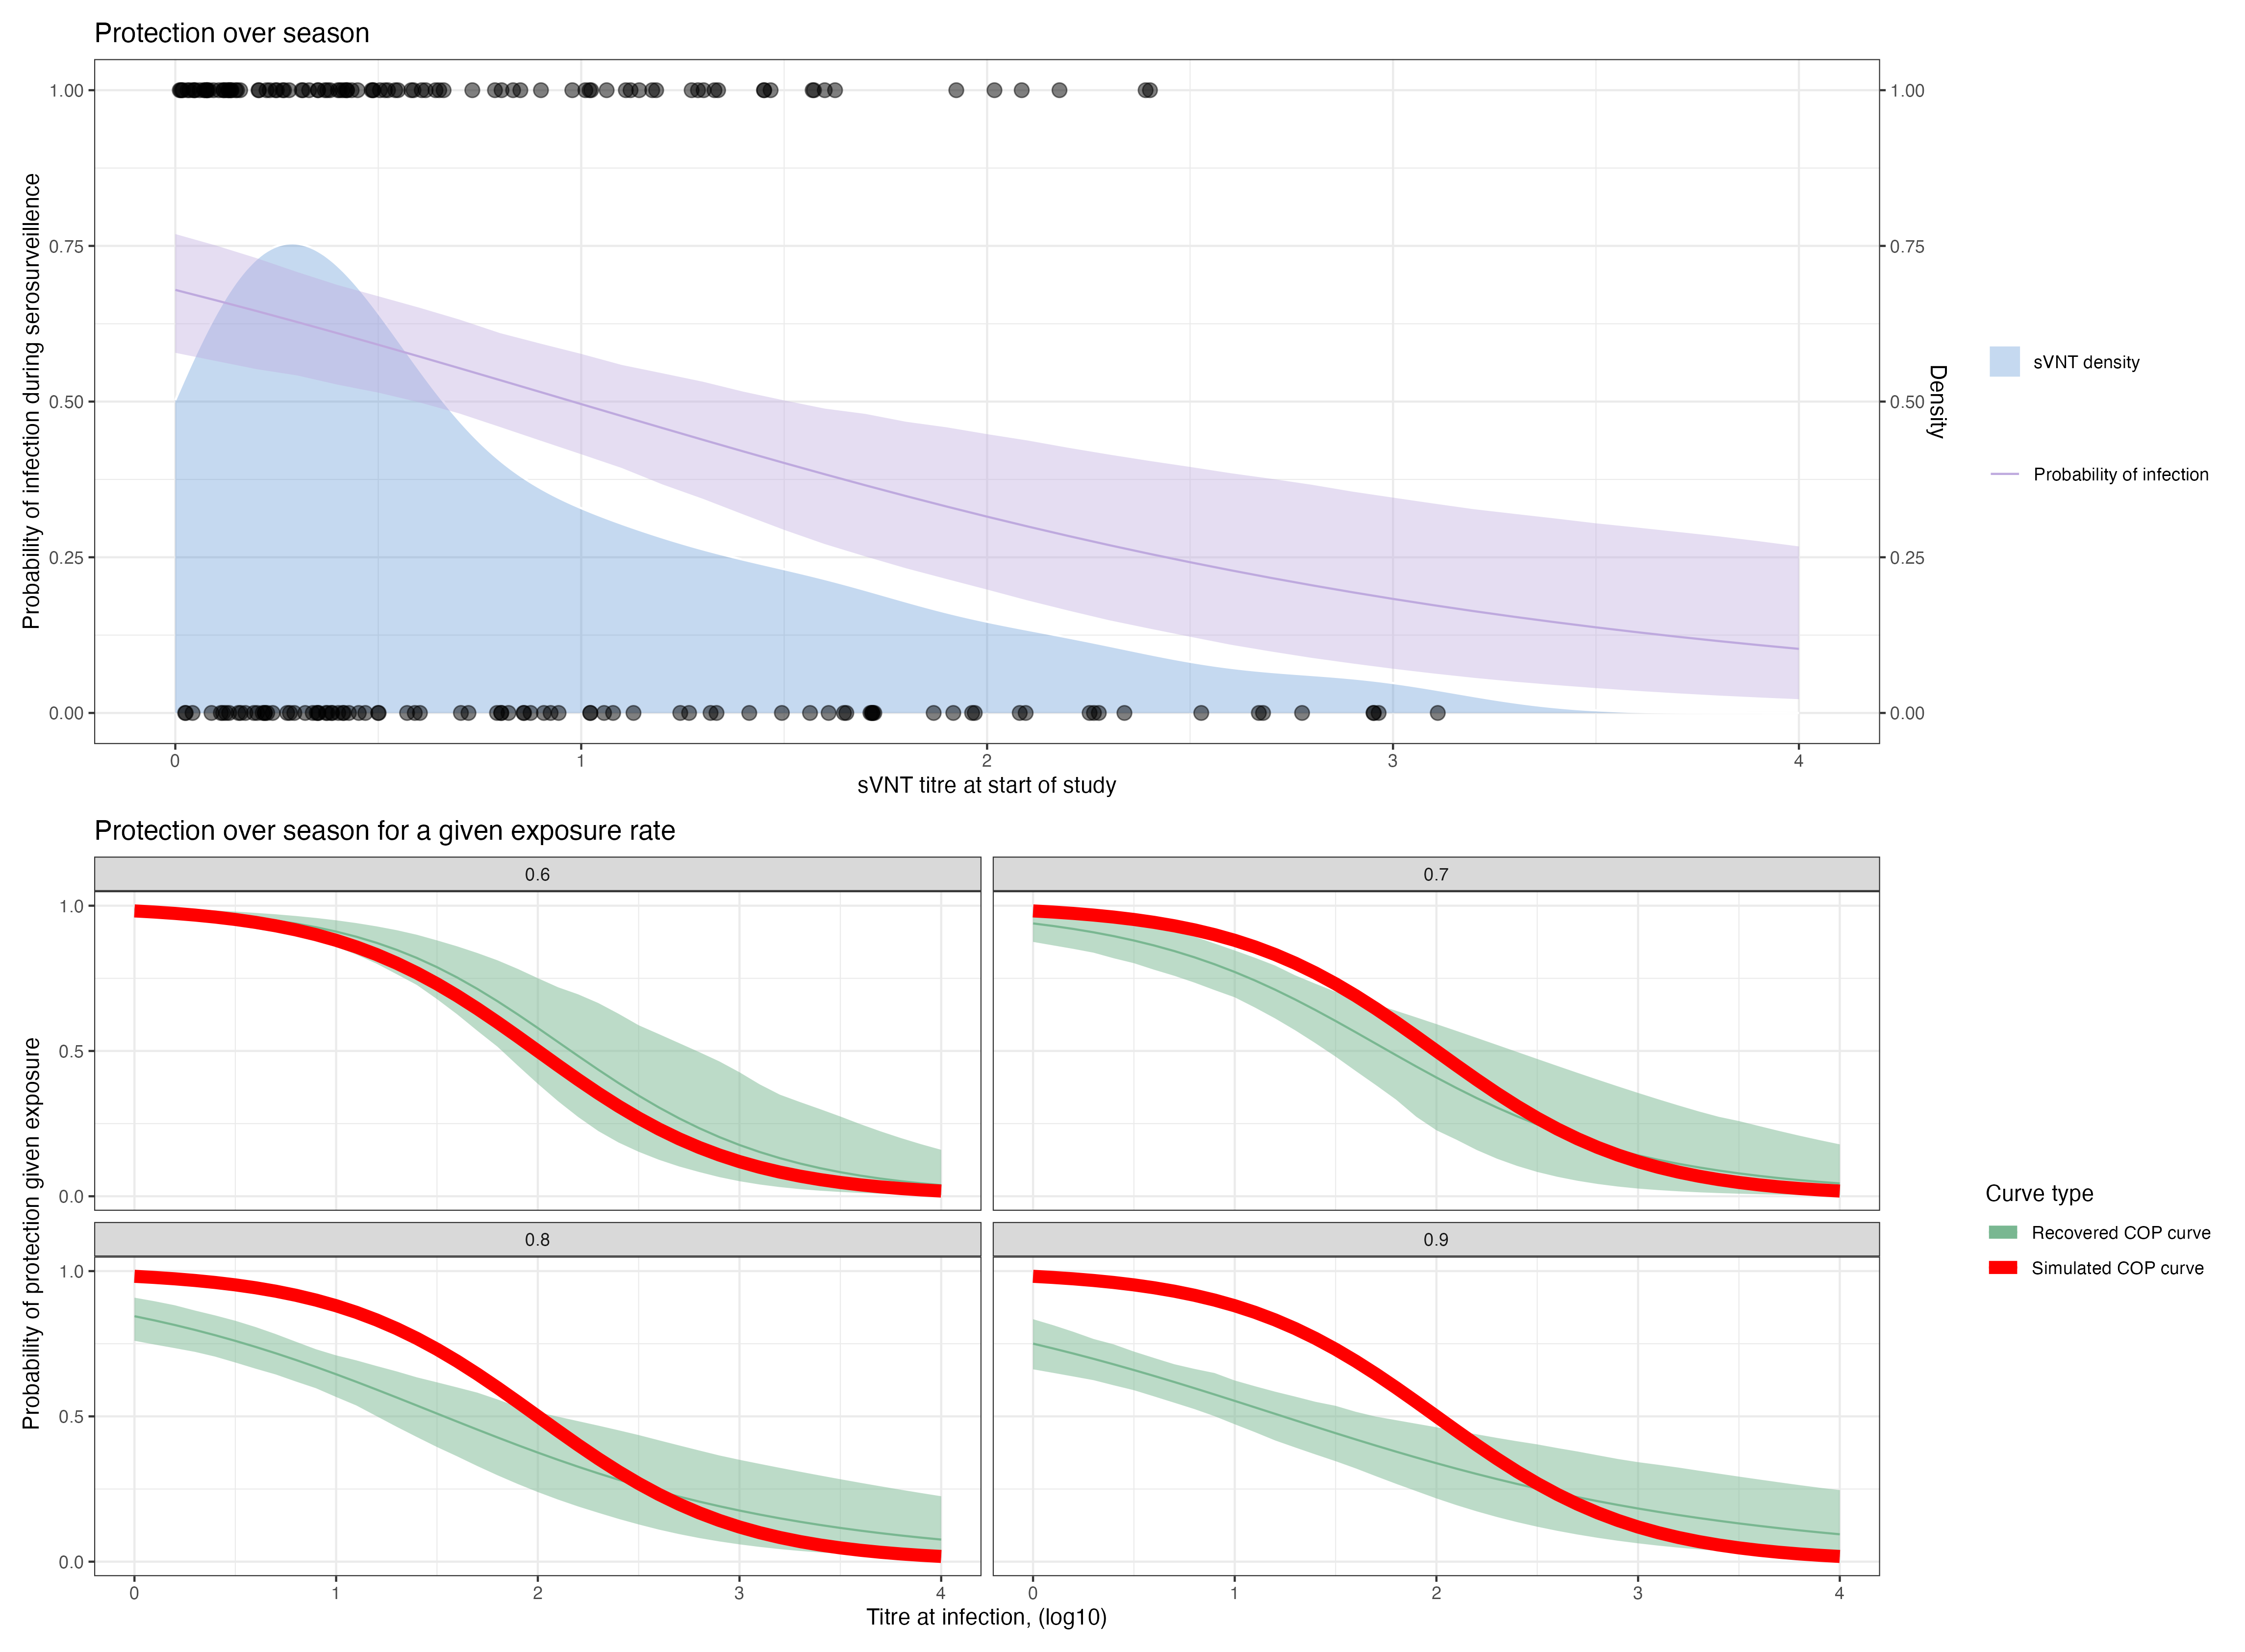 Protection over season
1.00
0.75
0.50
0.25
0.00
Probability of infection during serosurveillence
1.00
0.75
0.50
0.25
0.00
Density
0 1 2 3 4
sVNT titre at start of study
sVNT density
Probability of infection
Protection over season for a given exposure rate
0.6 0.7
1.0
0.5
0.0
0.8 0.9
1.0
0.5
0.0
Probability of protection given exposure
0 1 2 3 4 0 1 2 3 4
Titre at infection, (log10)
Curve type
Recovered COP curve
Simulated COP curve